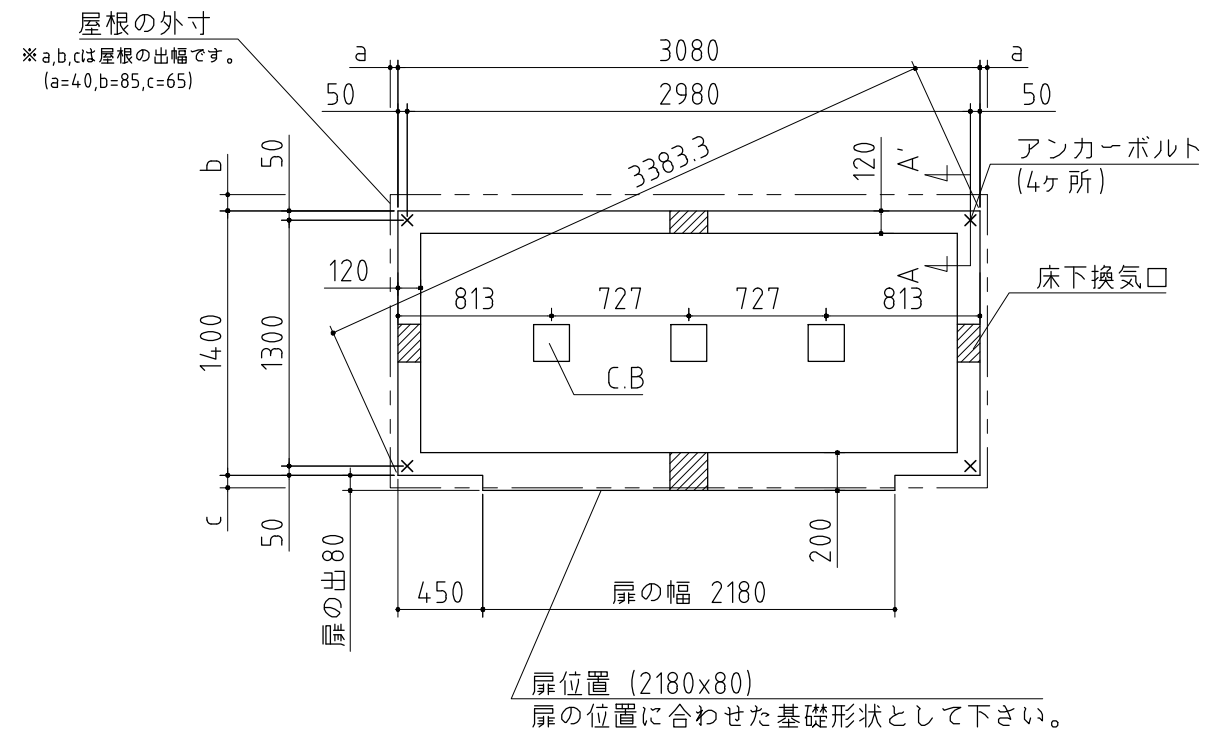 屋根の外寸
※a,b,cは屋根の出幅です。
(a=40,b=85,c=65)
a
3080
a
50
2980
50
3383.3
b
50
120
A'
アンカーボルト
(4ヶ所)
120
A
床下換気口
813
727
727
813
1400
1300
C.B
c
50
扉の出80
200
450
扉の幅 2180
扉位置 (2180x80)
扉の位置に合わせた基礎形状として下さい。